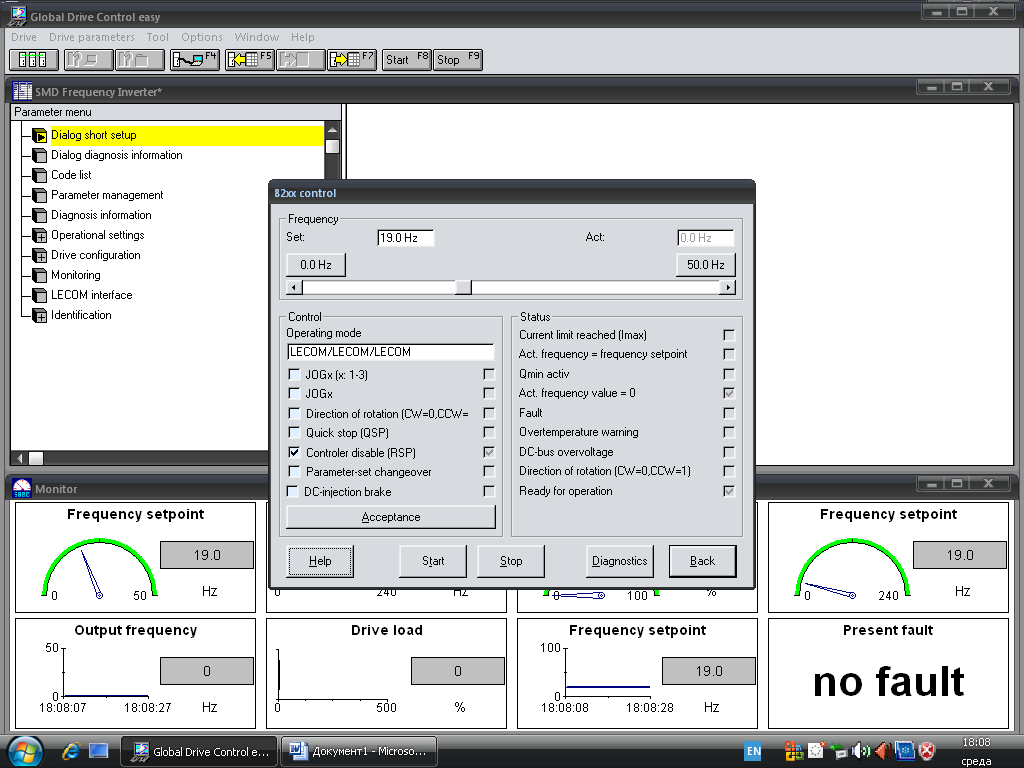 Global Drive Control easy
Drive Drive parameters Tool Options Window Help
F4 F5 F7 Start F8 Stop F9
SMD Frequency Inverter*
Parameter menu
Dialog short setup
Dialog diagnosis information
Code list
Parameter management
Diagnosis information
Operational settings
Drive configuration
Monitoring
LECOM interface
Identification
82xx control
Frequency
Set: 19.0 Hz Act: 0.0 Hz
0.0 Hz 50.0 Hz
Control
Operating mode
LECOM/LECOM/LECOM
JOGx (x: 1-3)
JOGx
Direction of rotation (CW=0,CCW=
Quick stop (QSP)
Controler disable (RSP)
Parameter-set changeover
DC-injection brake
Acceptance
Status
Current limit reached (Imax)
Act. frequency = frequency setpoint
Qmin activ
Act. frequency value = 0
Fault
Overtemperature warning
DC-bus overvoltage
Direction of rotation (CW=0,CCW=1)
Ready for operation
Help Start Stop Diagnostics Back
Monitor
Frequency setpoint
19.0
0 50 Hz
0 240 Hz
0 100 %
Frequency setpoint
19.0
0 240 Hz
Output frequency
50
0
0
18:08:07 18:08:27 Hz
Drive load
0
0 500 %
Frequency setpoint
100
19.0
0
18:08:08 18:08:28 Hz
Present fault
no fault
Global Drive Control e...
Документ1 - Microso...
EN
18:08
среда